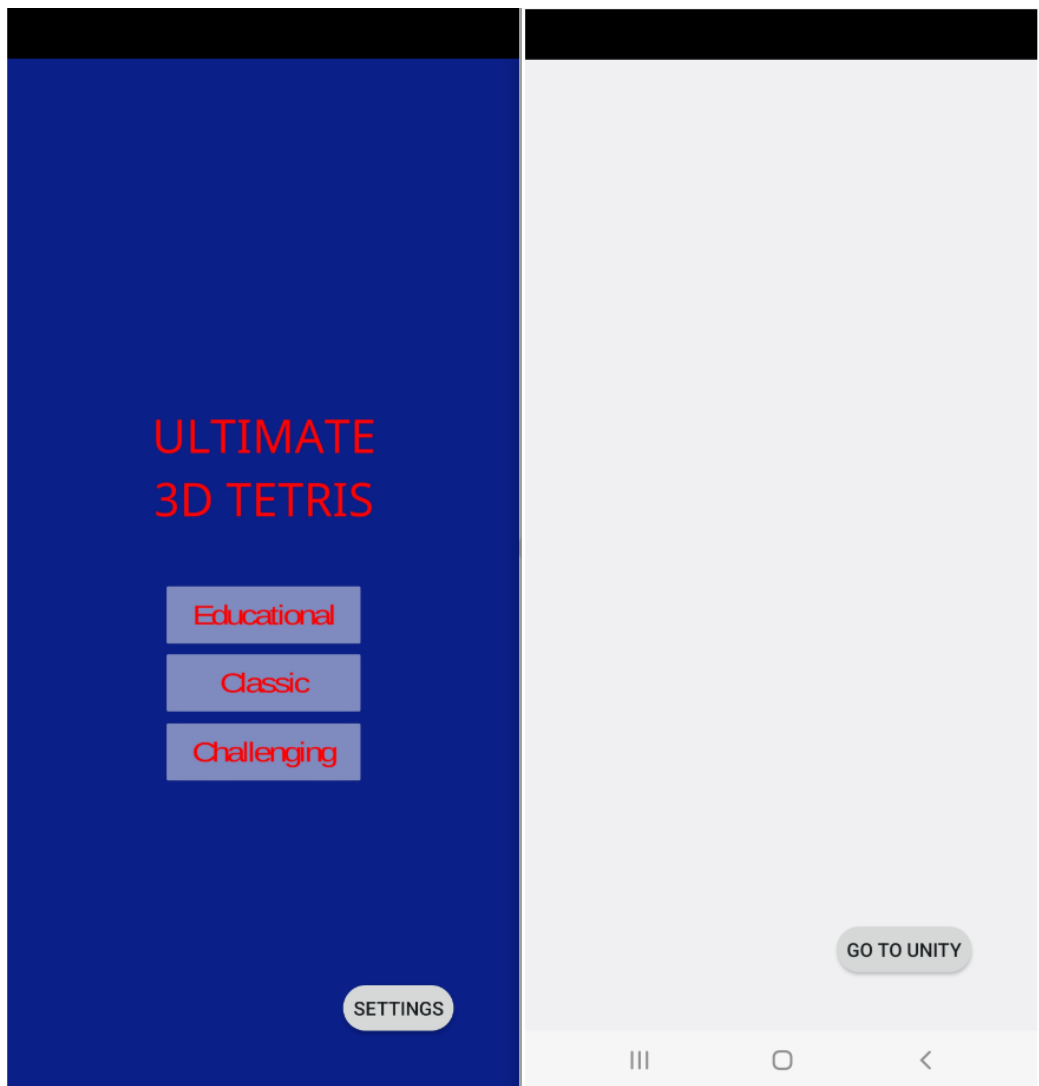 ULTIMATE
3D TETRIS
Educational
Classic
Challenging
SETTINGS
GO TO UNITY